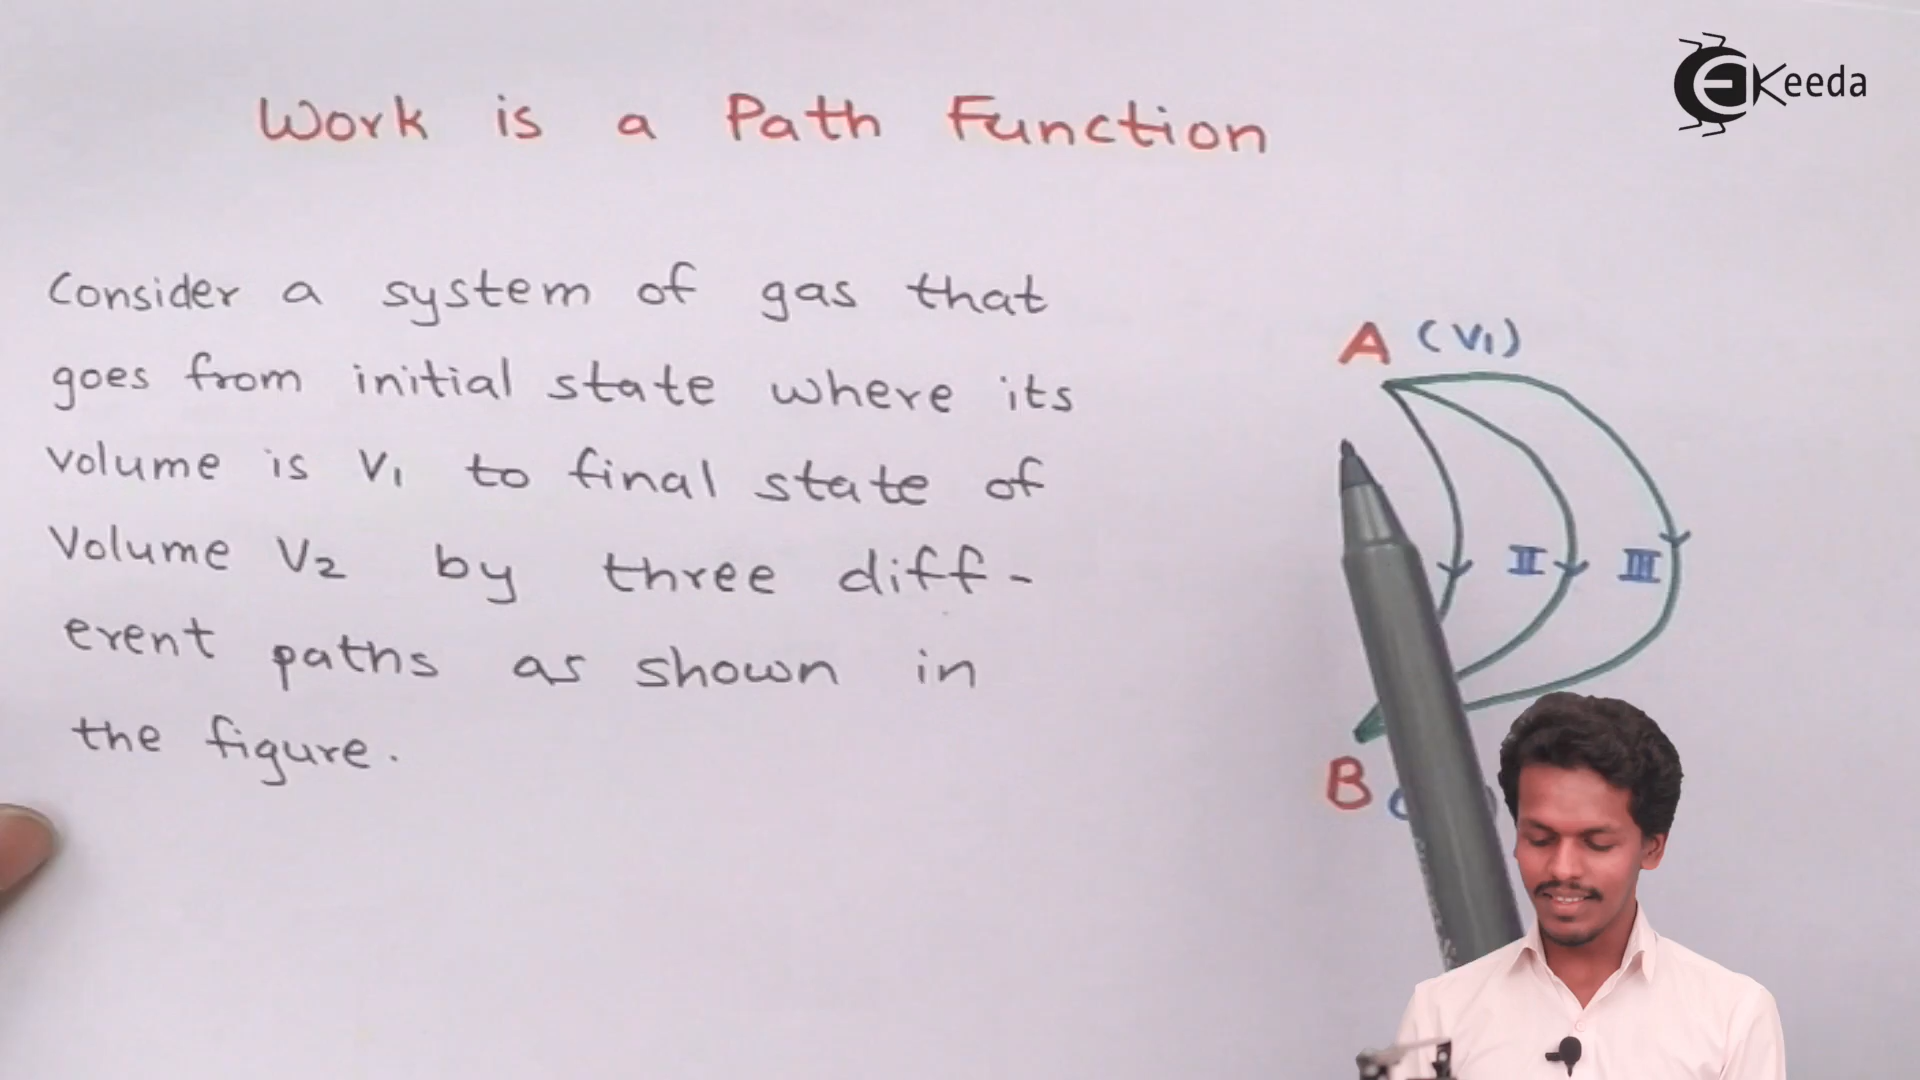 Work is a Path Function
EKeeda
Consider a system of gas that
goes from initial state where its
volume is V1 to final state of
Volume V2 by three diff-
erent paths as shown in
the figure.
A (V1)
II III
B